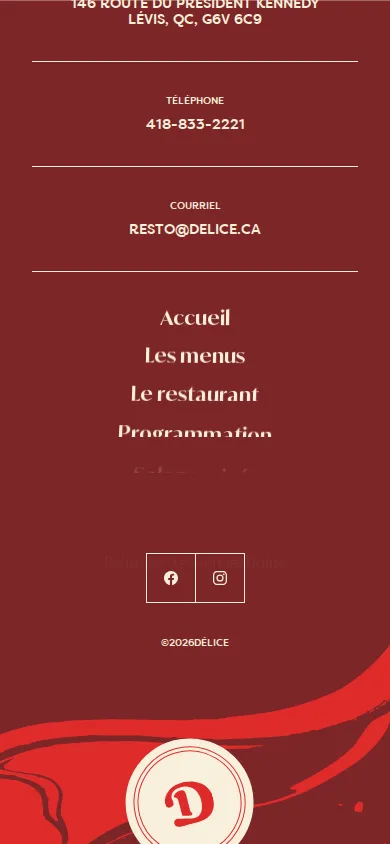 146 ROUTE DU PRÉSIDENT KENNEDY
LÉVIS, QC, G6V 6C9
TÉLÉPHONE
418-833-2221
COURRIEL
RESTO@DELICE.CA
Accueil
Les menus
Le restaurant
Programmation
©2026DÉLICE
D